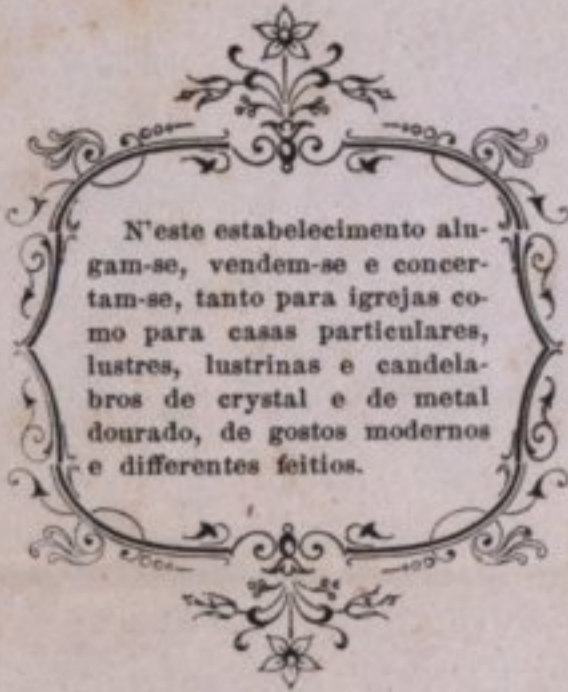 N'este estabelecimento alu-
gam-se, vendem-se e concer-
tam-se, tanto para igrejas co-
mo para casas particulares,
lustres, lustrinas e candela-
bros de crystal e de metal
dourado, de gostos modernos
e differentes feitios.